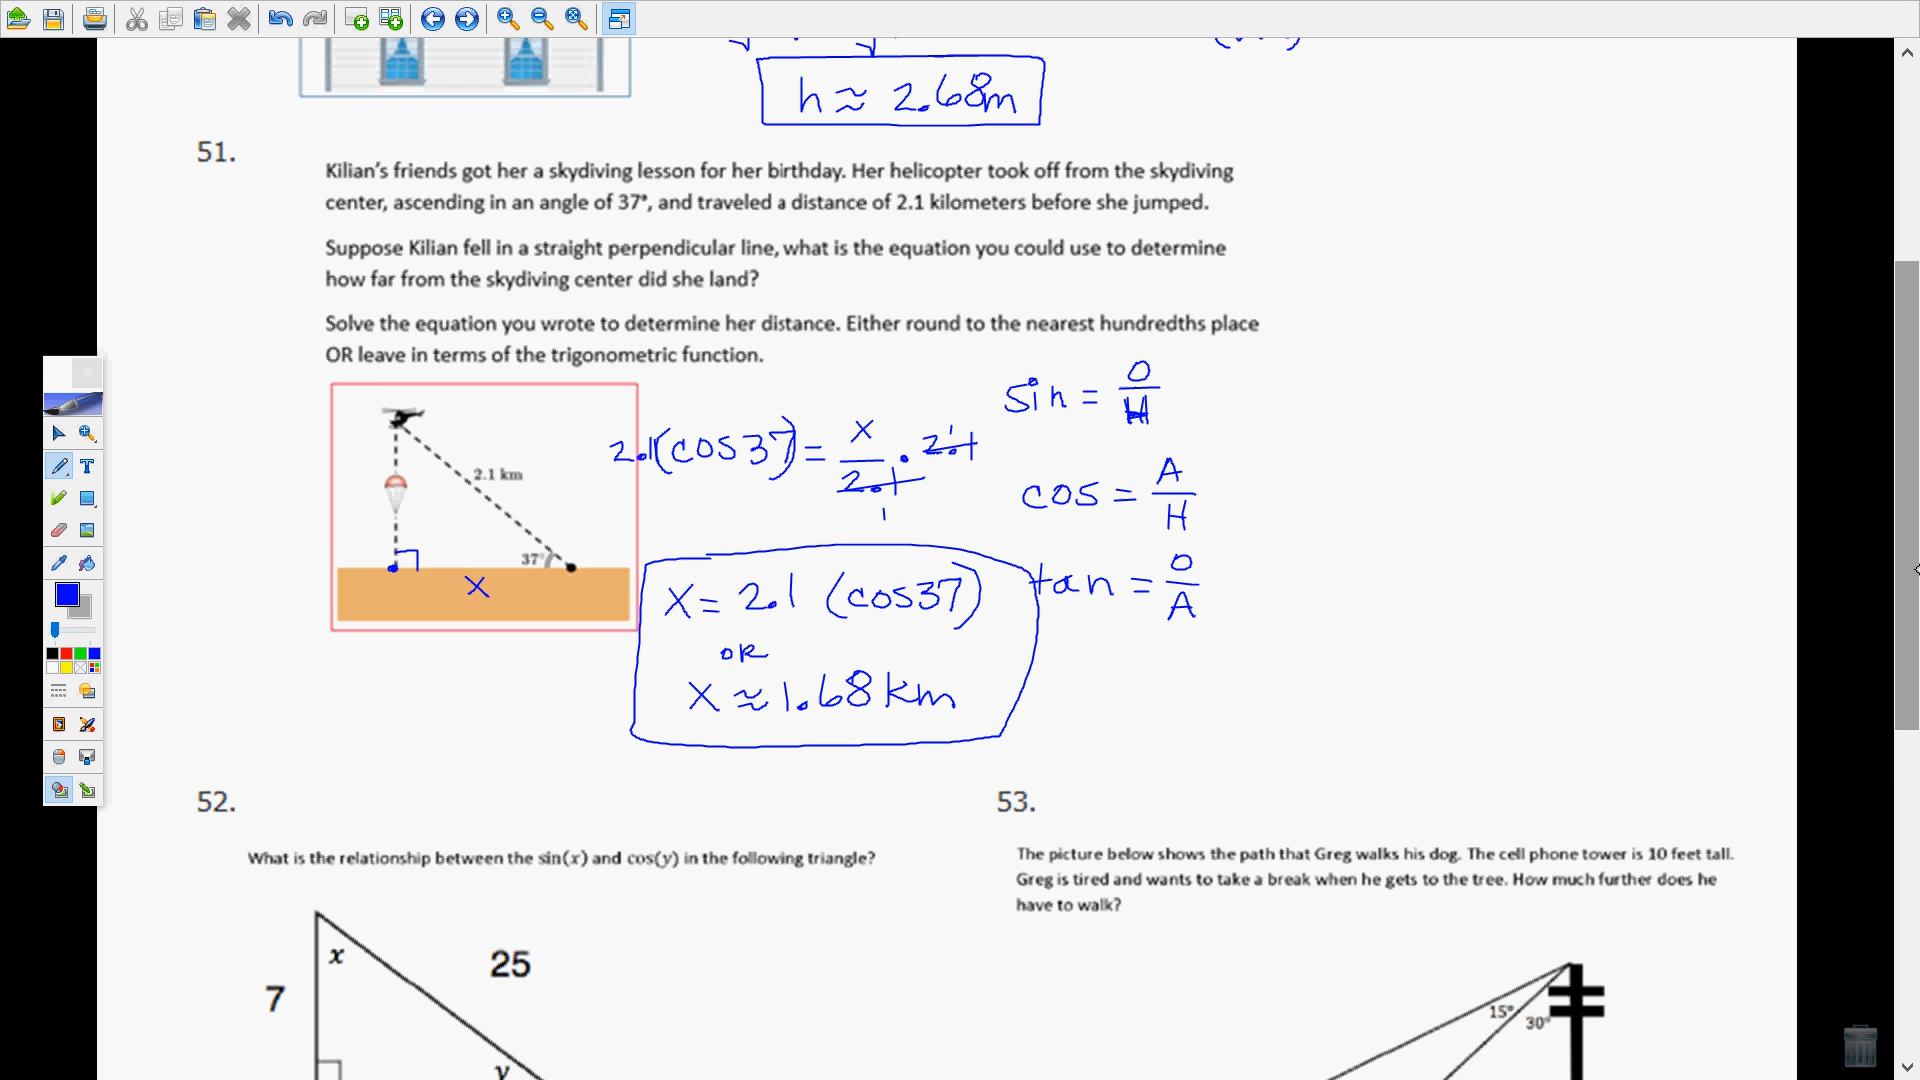 h ≈ 2.68m
51.
Kilian's friends got her a skydiving lesson for her birthday. Her helicopter took off from the skydiving
center, ascending in an angle of 37°, and traveled a distance of 2.1 kilometers before she jumped.
Suppose Kilian fell in a straight perpendicular line, what is the equation you could use to determine
how far from the skydiving center did she land?
Solve the equation you wrote to determine her distance. Either round to the nearest hundredths place
OR leave in terms of the trigonometric function.
2.1 km
37°
x
2.1(cos37) = x/2.1 · 2.1
1
1
sin = O/H
cos = A/H
tan = O/A
x = 2.1 (cos37)
OR
x ≈ 1.68 km
52.
What is the relationship between the sin(x) and cos(y) in the following triangle?
x
25
7
y
53.
The picture below shows the path that Greg walks his dog. The cell phone tower is 10 feet tall.
Greg is tired and wants to take a break when he gets to the tree. How much further does he
have to walk?
15°
30°